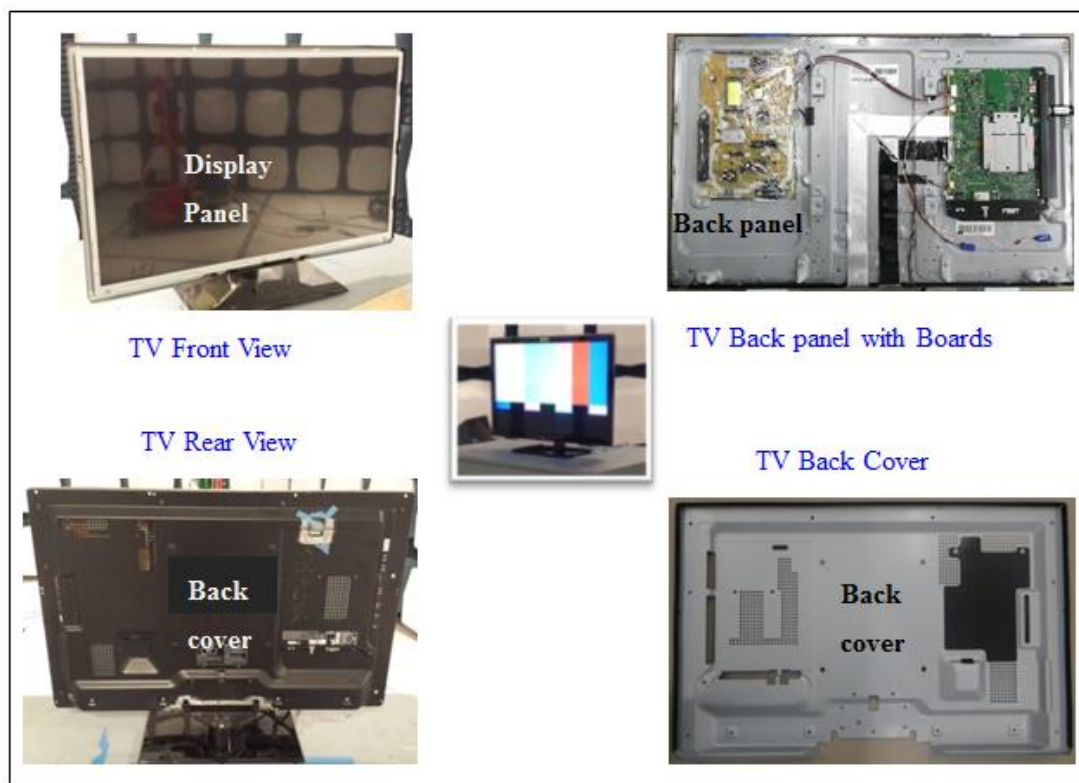 Display
Panel
Back panel
TV Front View
TV Back panel with Boards
TV Rear View
TV Back Cover
Back
cover
Back
cover